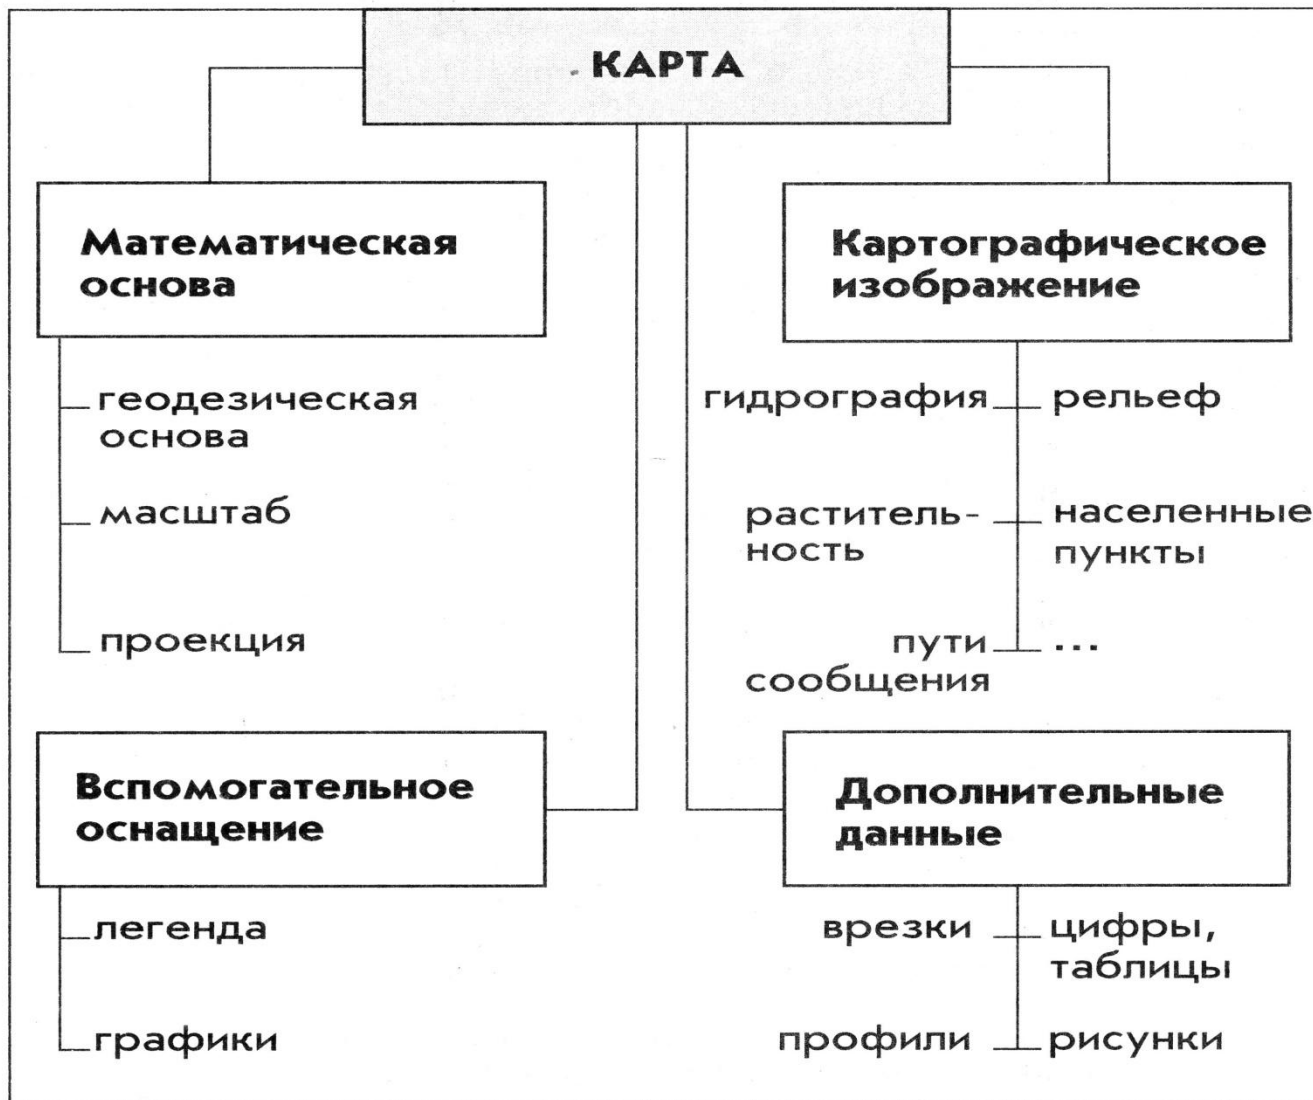 КАРТА
Математическая
основа
геодезическая
основа
масштаб
проекция
Картографическое
изображение
гидрография
рельеф
раститель-
ность
населенные
пункты
пути
сообщения
...
Вспомогательное
оснащение
легенда
графики
Дополнительные
данные
врезки
цифры,
таблицы
профили
рисунки